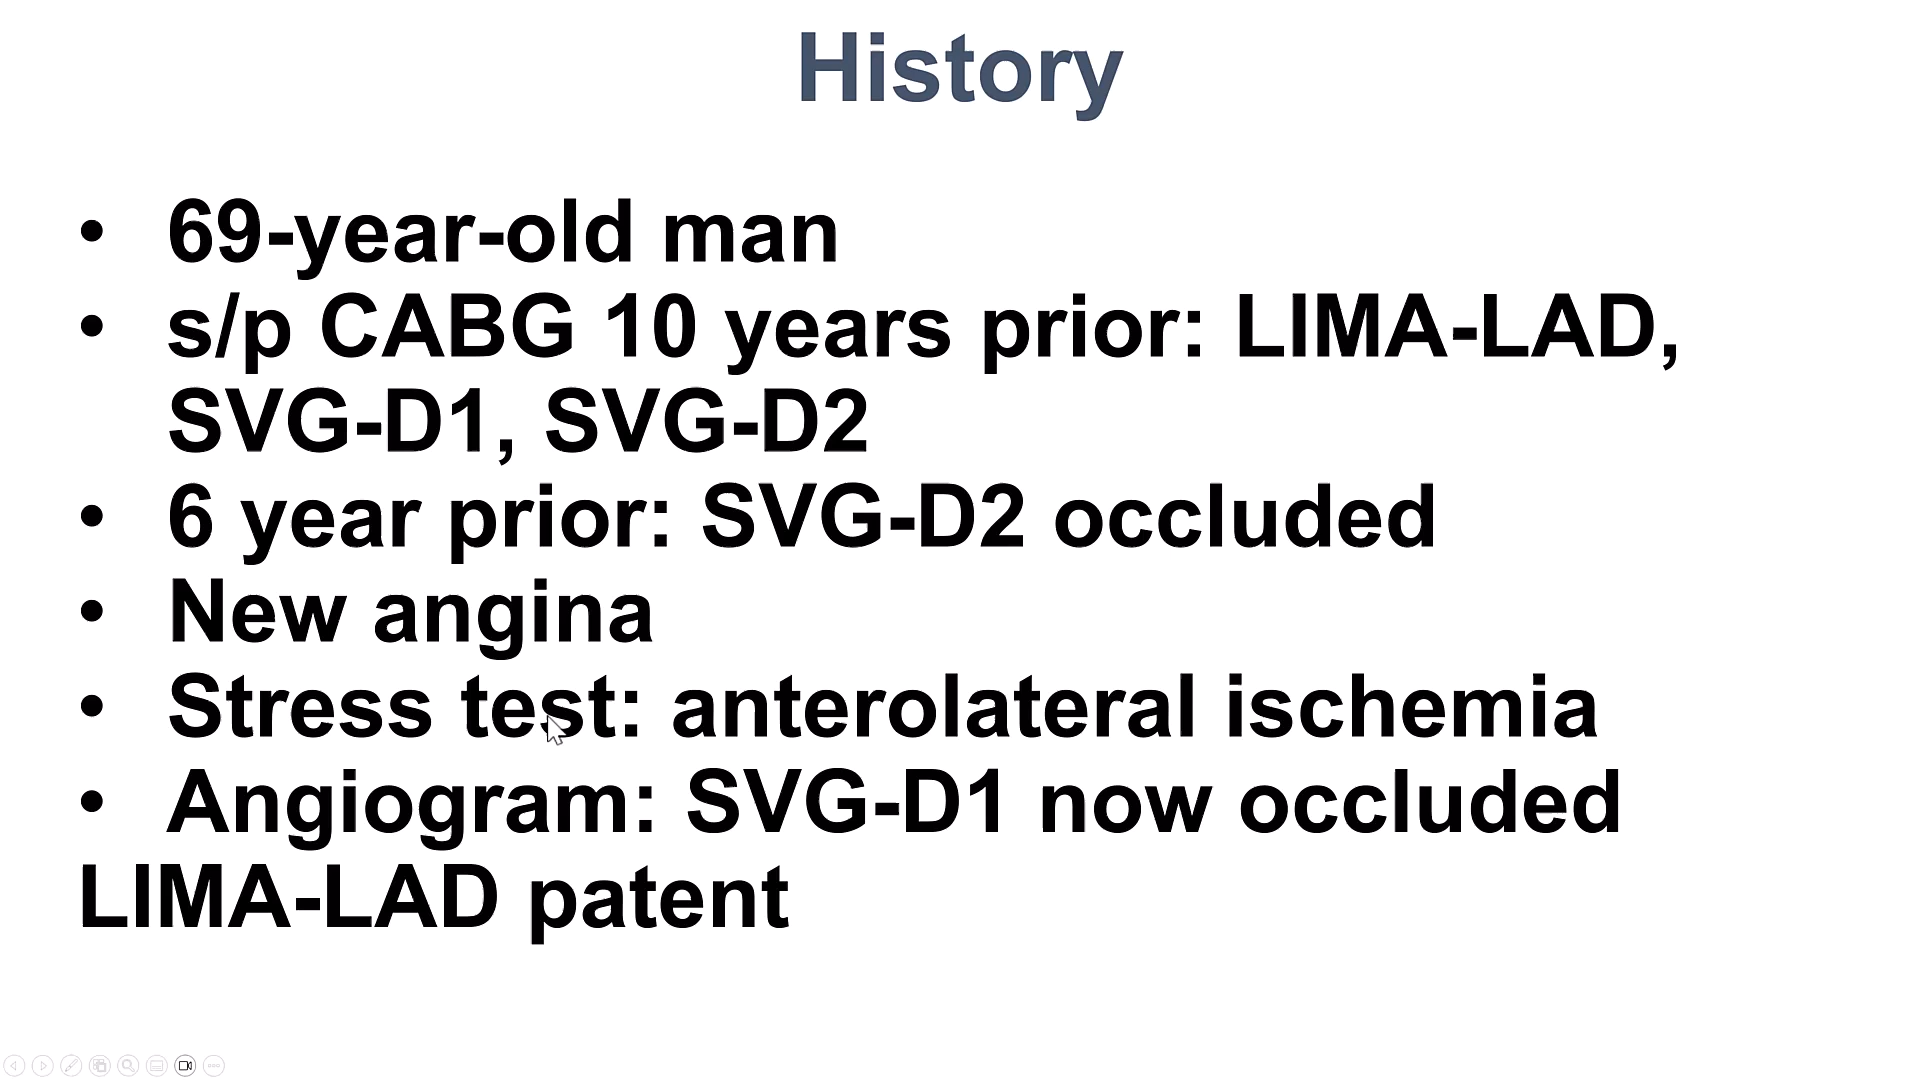 History
• 69-year-old man
• s/p CABG 10 years prior: LIMA-LAD,
SVG-D1, SVG-D2
• 6 year prior: SVG-D2 occluded
• New angina
• Stress test: anterolateral ischemia
• Angiogram: SVG-D1 now occluded
LIMA-LAD patent